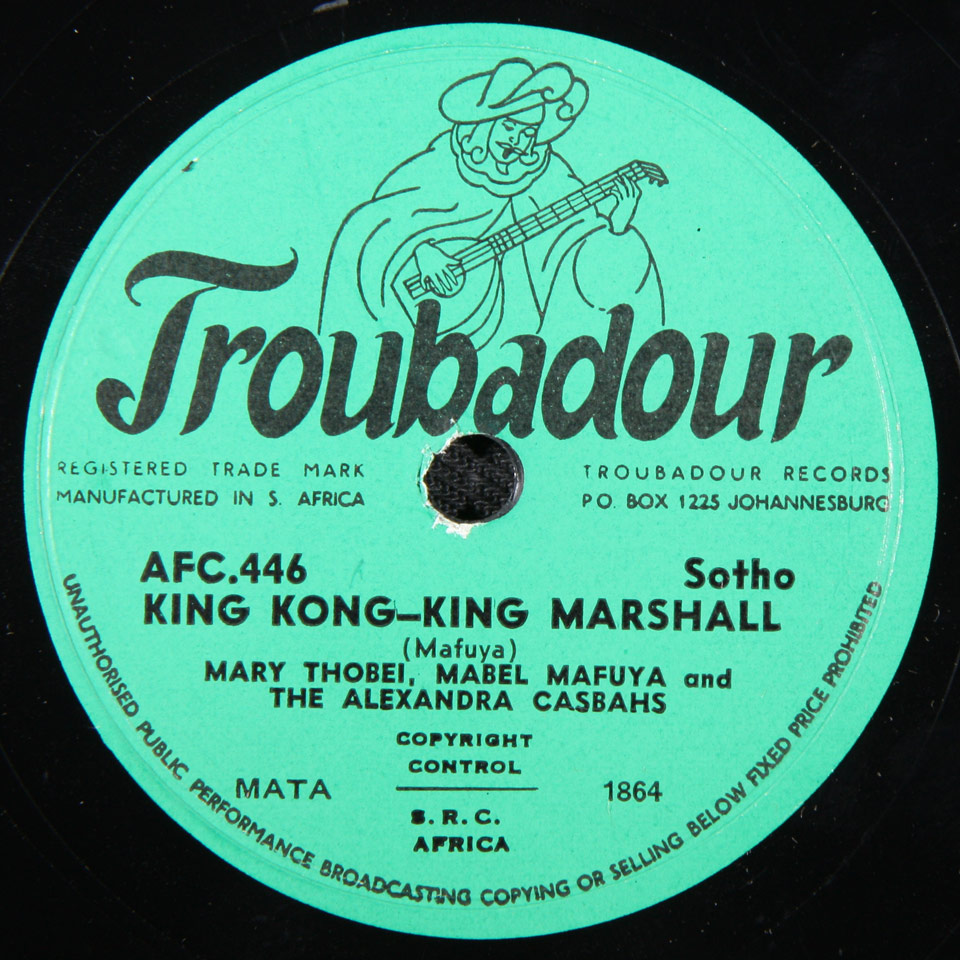 Troubadour
REGISTERED TRADE MARK
MANUFACTURED IN S. AFRICA
TROUBADOUR RECORDS
P.O. BOX 1225 JOHANNESBURG
AFC.446
Sotho
KING KONG–KING MARSHALL
(Mafuya)
MARY THOBEI, MABEL MAFUYA and
THE ALEXANDRA CASBAHS
COPYRIGHT
CONTROL
MATA
1864
S.R.C.
AFRICA
UNAUTHORISED PUBLIC PERFORMANCE BROADCASTING COPYING OR SELLING BELOW FIXED PRICE PROHIBITED